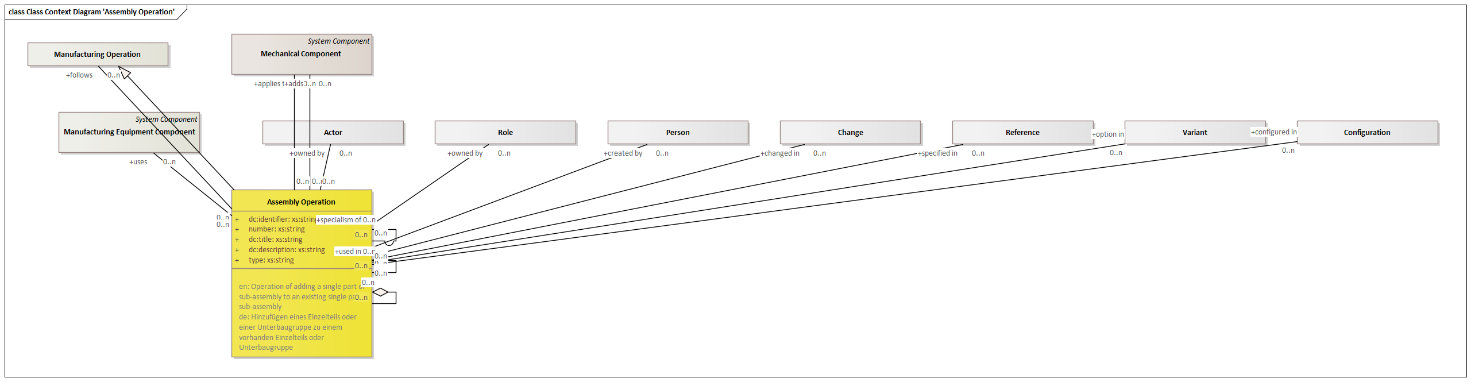 class Class Context Diagram 'Assembly Operation'
System Component
Mechanical Component
Manufacturing Operation
+follows 0..n
+applies t +adds 0..n 0..n
System Component
Manufacturing Equipment Component
+uses 0..n
Actor
+owned by 0..n
Role
+owned by 0..n
Person
+created by 0..n
Change
+changed in 0..n
Reference
+specified in 0..n
+option in
0..n
Variant
+configured in
0..n
Configuration
0..n 0..n 0..n
Assembly Operation
0..n
0..n
+ dc:identifier: xs:string
+specialism of 0..n
+ number: xs:string
0..n 0..n
+ dc:title: xs:string
+ dc:description: xs:string
+used in 0..n
0..n
+ type: xs:string
0..n 0..n
0..n
0..n
0..n
en: Operation of adding a single part
sub-assembly to an existing single
sub-assembly
de: Hinzufügen eines Einzelteils oder
einer Unterbaugruppe zu einem
vorhanden Einzelteils oder
Unterbaugruppe